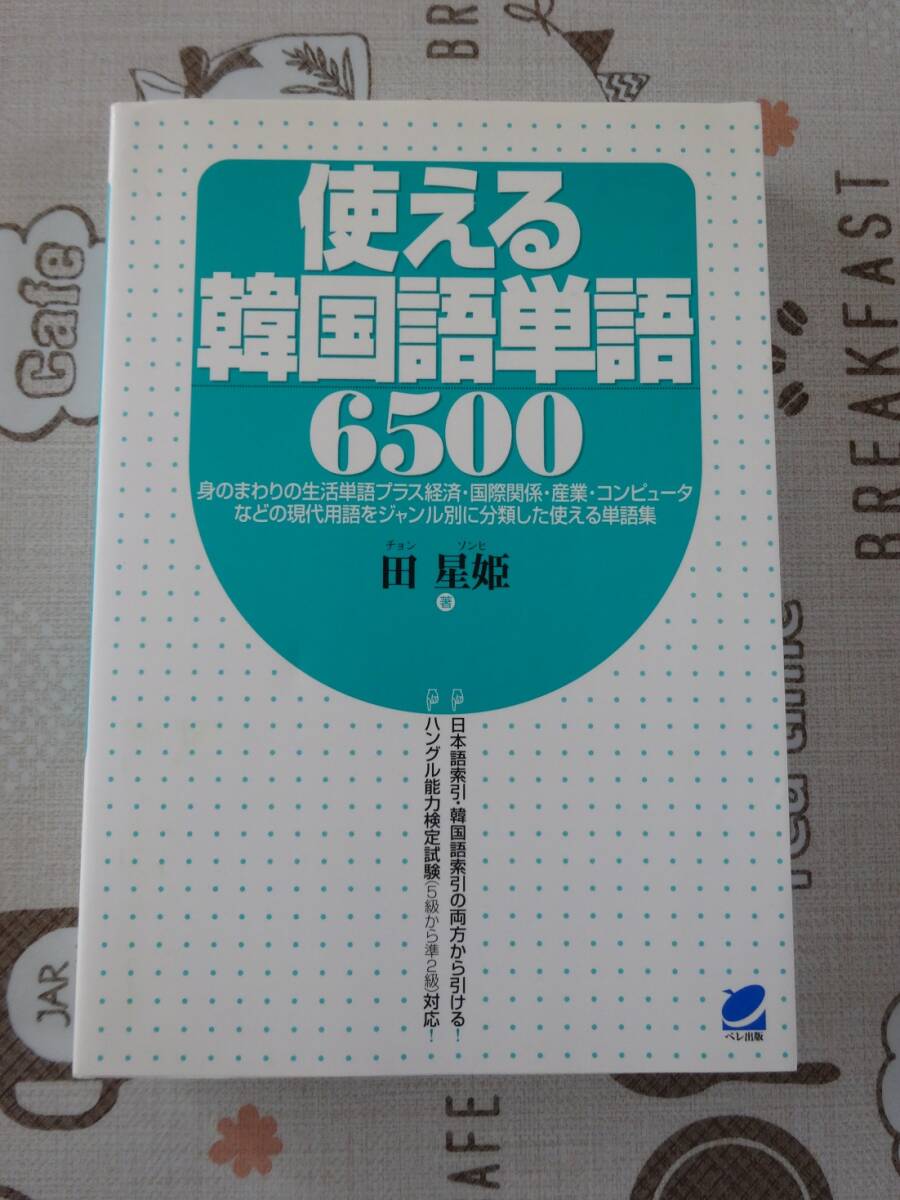 使える
韓国語単語
6500
身のまわりの生活単語プラス経済・国際関係・産業・コンピュータ
などの現代用語をジャンル別に分類した使える単語集
チョン ソンヒ
田 星姫
著
日本語索引・韓国語索引の両方から引ける!
ハングル能力検定試験(5級から準2級)対応!
ベレ出版
Cafe
BR
BREAKFAST
JAR
AFE